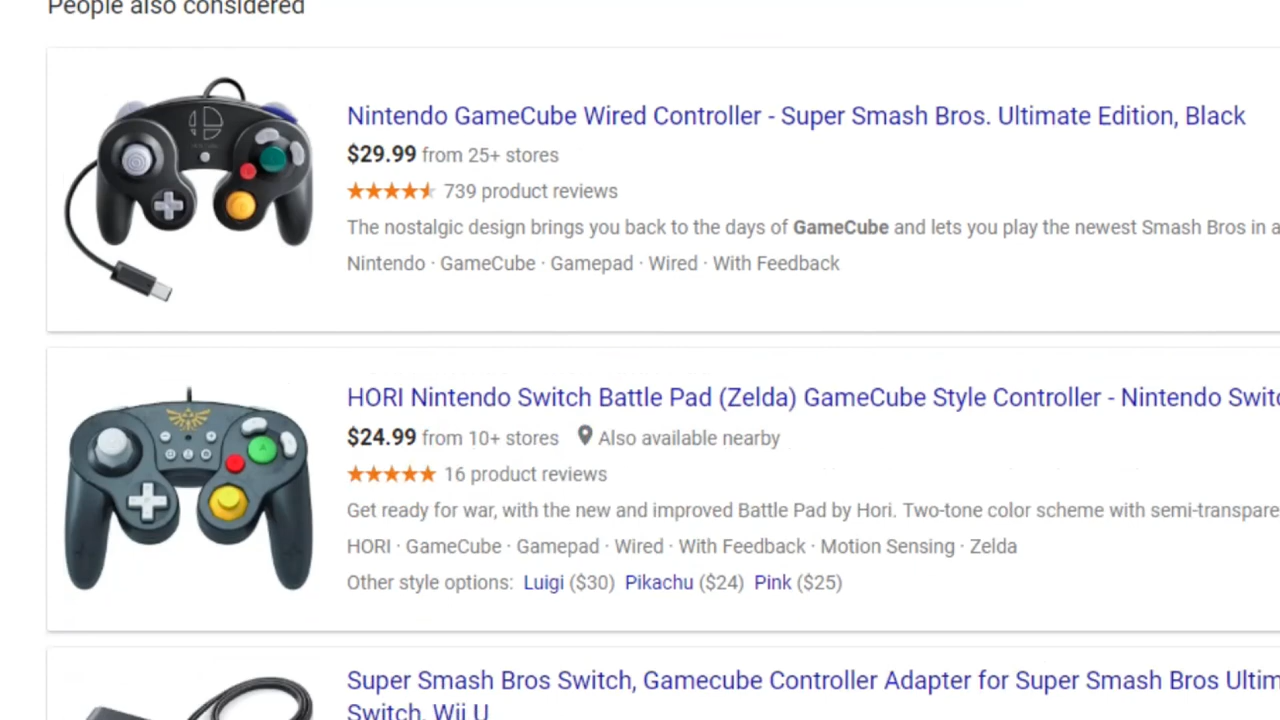 People also considered
Nintendo GameCube Wired Controller - Super Smash Bros. Ultimate Edition, Black
$29.99 from 25+ stores
739 product reviews
The nostalgic design brings you back to the days of GameCube and lets you play the newest Smash Bros in a
Nintendo · GameCube · Gamepad · Wired · With Feedback
HORI Nintendo Switch Battle Pad (Zelda) GameCube Style Controller - Nintendo
$24.99 from 10+ stores Also available nearby
16 product reviews
Get ready for war, with the new and improved Battle Pad by Hori. Two-tone color scheme with
HORI · GameCube · Gamepad · Wired · With Feedback · Motion Sensing · Zelda
Other style options: Luigi ($30) Pikachu ($24) Pink ($25)
Super Smash Bros Switch, Gamecube Controller Adapter for Super Smash Bros
Switch, Wii U